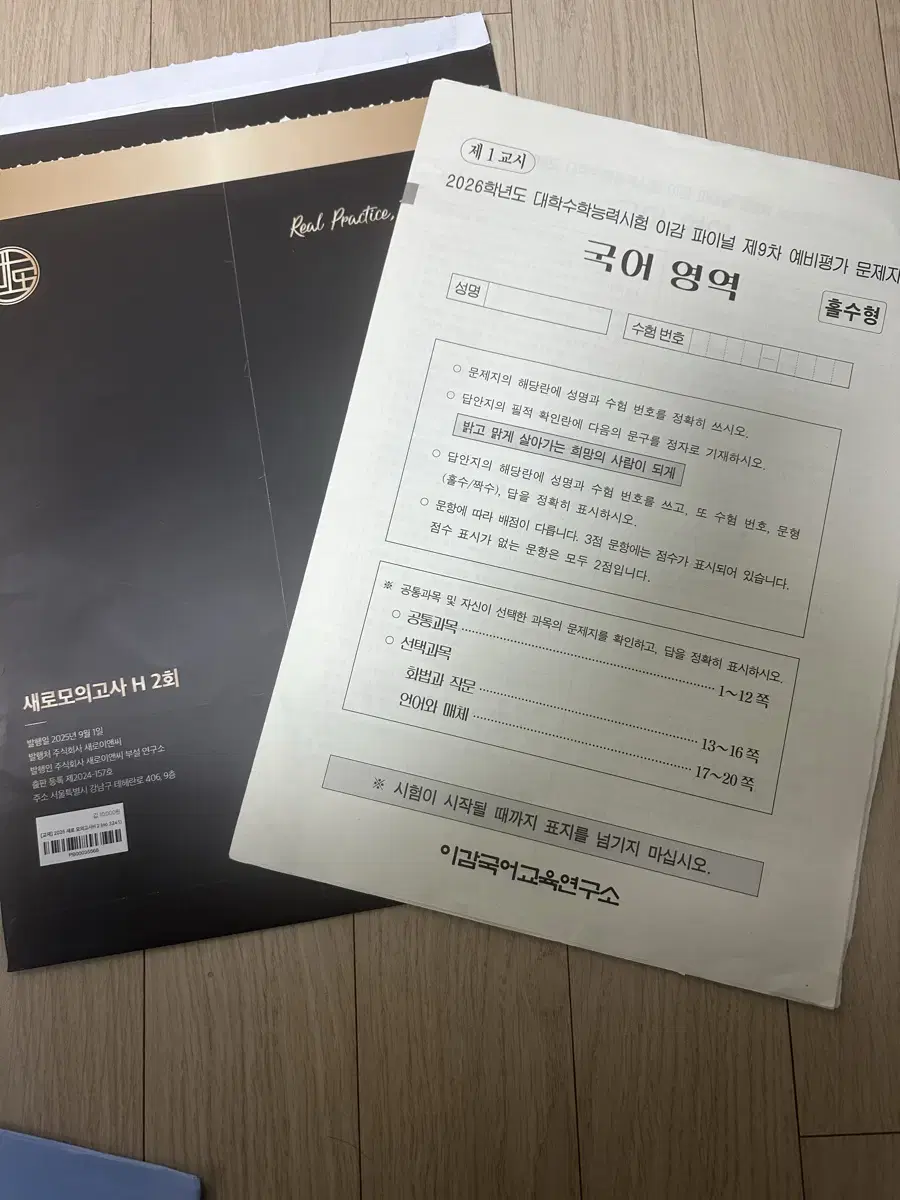 Real Practice,
새로모의고사 H 2회
발행일 2025년 9월 1일
발행처 주식회사 새로이앤씨
발행인 주식회사 새로이앤씨 부설 연구소
출판 등록 제2024-157호
주소 서울특별시 강남구 테헤란로 406, 9층
제 1 교시
2026학년도 대학수학능력시험 이감 파이널 제9차 예비평가 문제지
국어 영역
홀수형
성명
수험 번호
○ 문제지의 해당란에 성명과 수험 번호를 정확히 쓰시오.
○ 답안지의 필적 확인란에 다음의 문구를 정자로 기재하시오.
밝고 맑게 살아가는 희망의 사람이 되게
○ 답안지의 해당란에 성명과 수험 번호를 쓰고, 또 수험 번호, 문형
(홀수/짝수), 답을 정확히 표시하시오.
○ 문항에 따라 배점이 다릅니다. 3점 문항에는 점수가 표시되어 있습니다.
점수 표시가 없는 문항은 모두 2점입니다.
※ 공통과목 및 자신이 선택한 과목의 문제지를 확인하고, 답을 정확히 표시하시오.
○ 공통과목 1～12 쪽
○ 선택과목
화법과 작문 13～16 쪽
언어와 매체 17～20 쪽
※ 시험이 시작될 때까지 표지를 넘기지 마십시오.
이감국어교육연구소